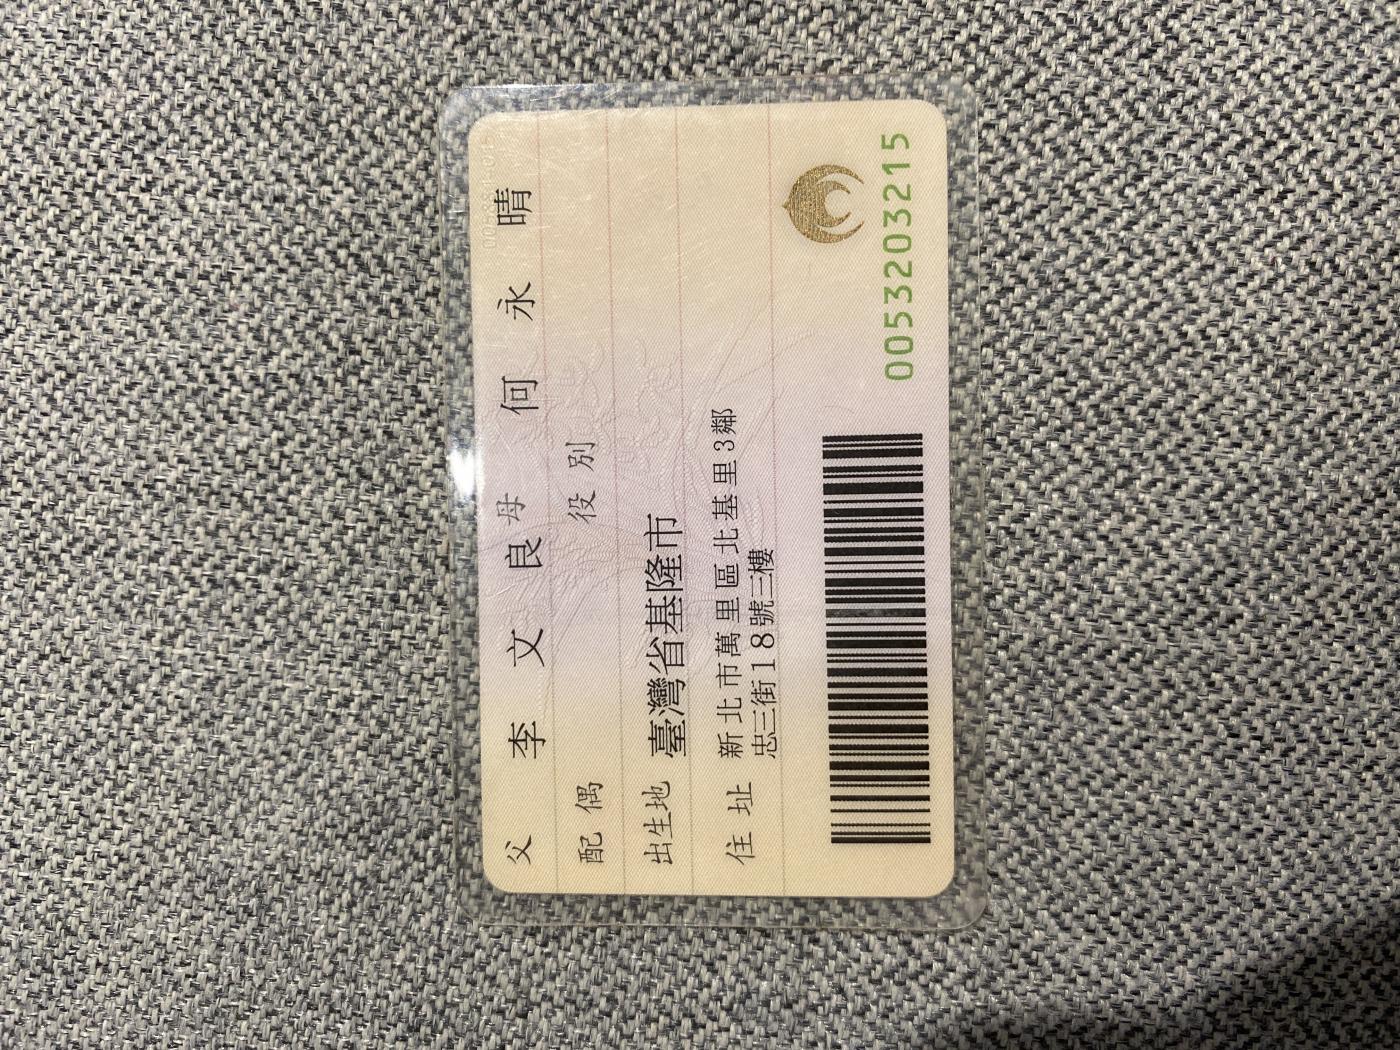 父 李文良 母 何永晴
配偶 役別
出生地 臺灣省基隆市
住址 新北市萬里區北基里3鄰
忠三街18號三樓
0053203215